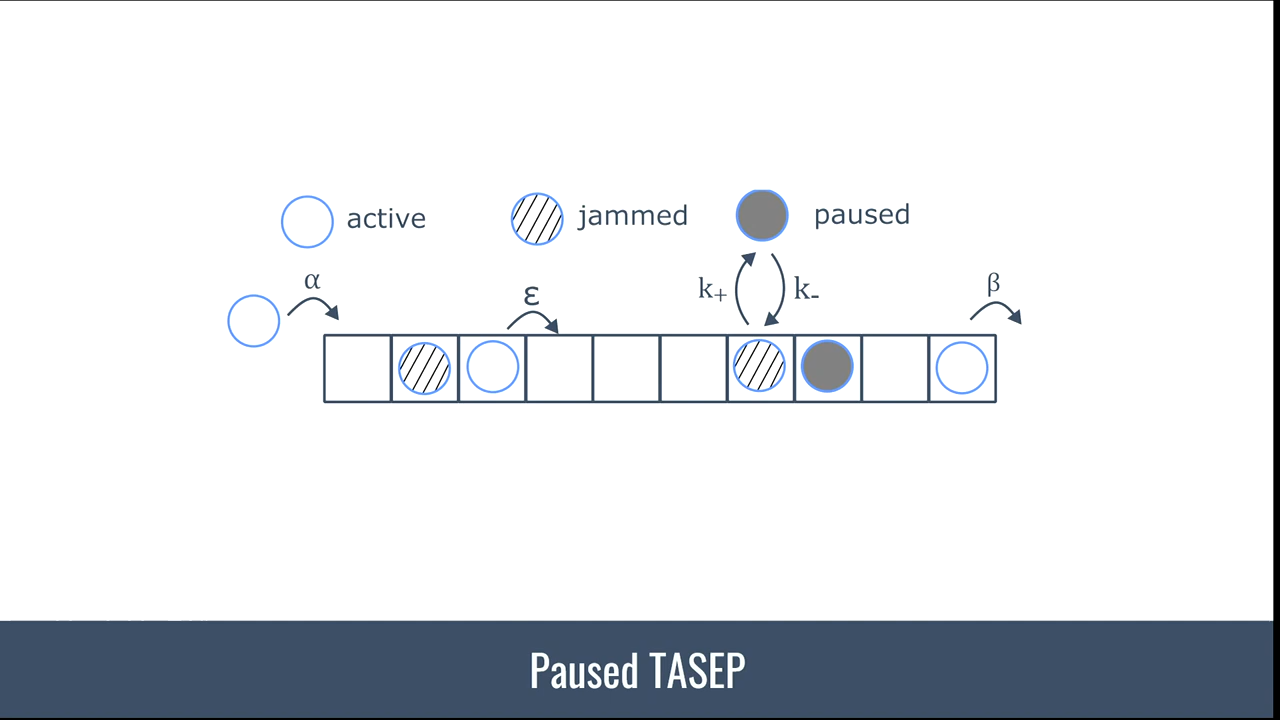 active
jammed
paused
α
ε
k₊
k₋
β
Paused TASEP